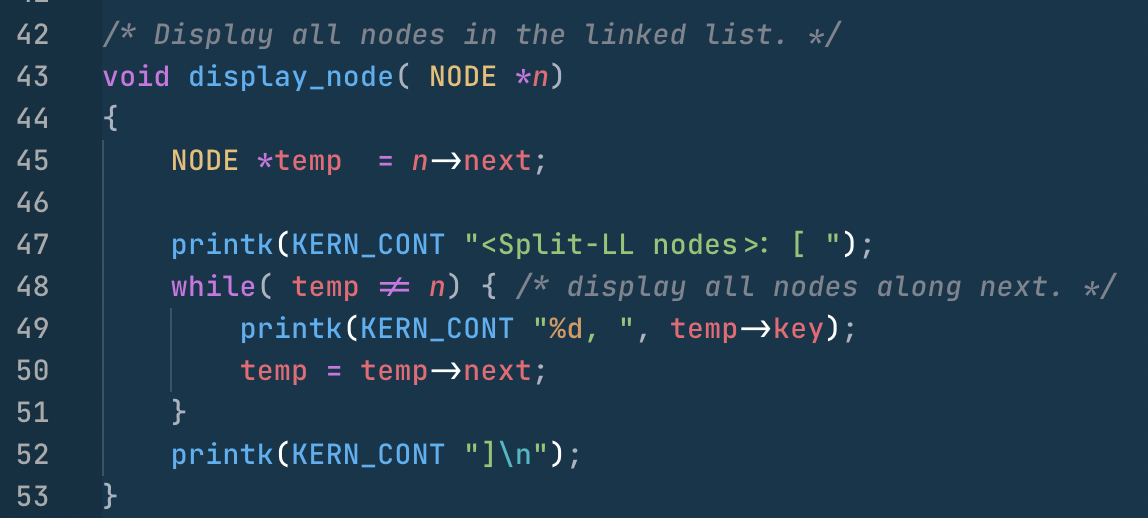 42 /* Display all nodes in the linked list. */
43 void display_node( NODE *n)
44 {
45     NODE *temp  = n->next;
46
47     printk(KERN_CONT "<Split-LL nodes>: [ ");
48     while( temp != n) { /* display all nodes along next. */
49         printk(KERN_CONT "%d, ", temp->key);
50         temp = temp->next;
51     }
52     printk(KERN_CONT "]\n");
53 }